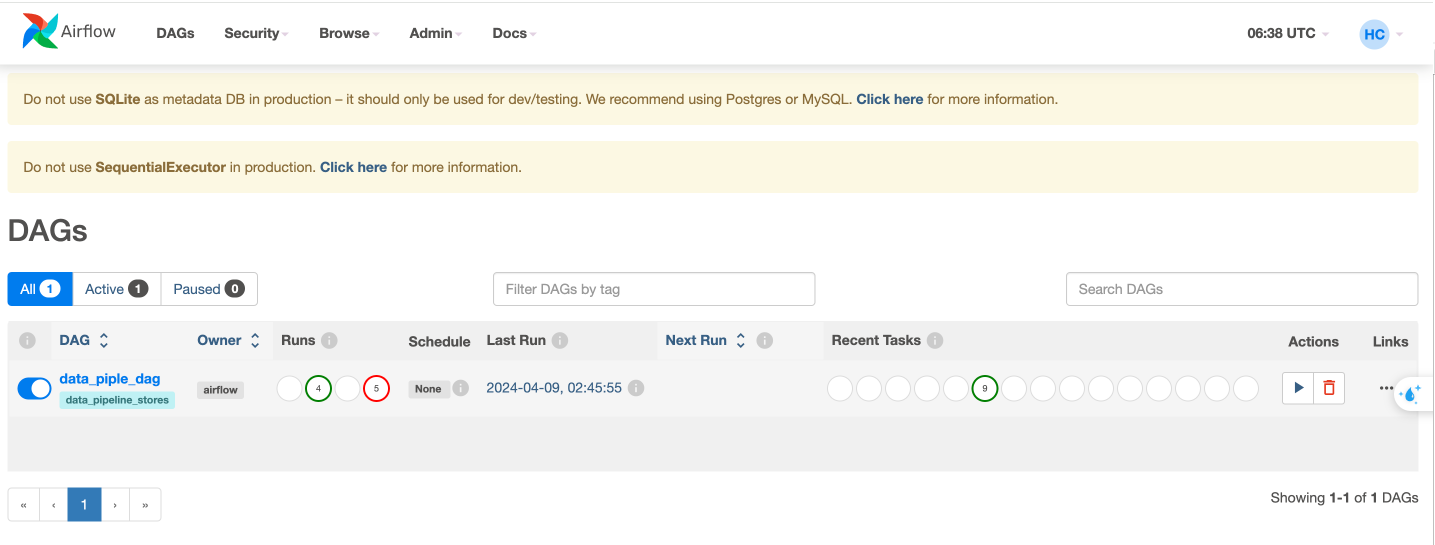 Airflow DAGs Security Browse Admin Docs 06:38 UTC HC
Do not use SQLite as metadata DB in production – it should only be used for dev/testing. We recommend using Postgres or MySQL. Click here for more information.
Do not use SequentialExecutor in production. Click here for more information.
DAGs
All 1 Active 1 Paused 0 Filter DAGs by tag Search DAGs
i DAG Owner Runs i Schedule Last Run i Next Run i Recent Tasks i Actions Links
data_piple_dag
airflow 4 5 None i 2024-04-09, 02:45:55 i 9
data_pipeline_stores
« ‹ 1 › » Showing 1-1 of 1 DAGs